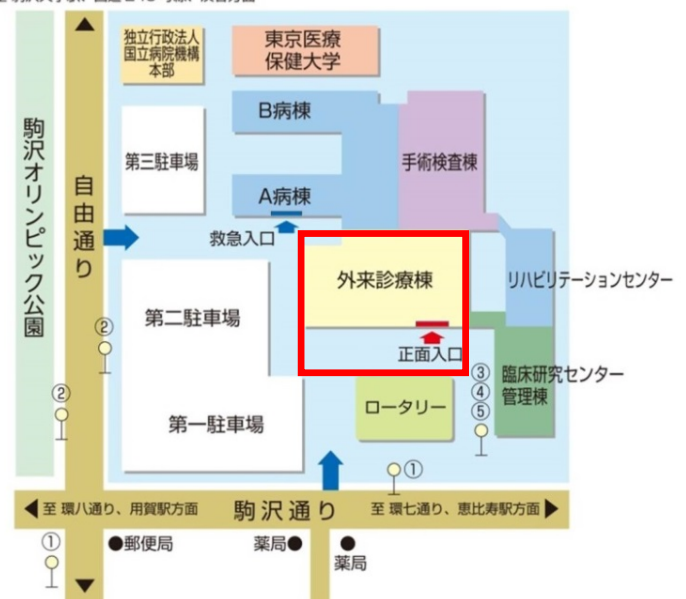 独立行政法人
国立病院機構
本部
東京医療
保健大学
B病棟
手術検査棟
第三駐車場
A病棟
救急入口
駒沢オリンピック公園
自由通り
外来診療棟
リハビリテーションセンター
第二駐車場
正面入口
②
②
③
④
⑤
臨床研究センター
管理棟
ロータリー
第一駐車場
①
至 環八通り、用賀駅方面
駒沢通り
至 環七通り、恵比寿駅方面
①
●郵便局
薬局●
●
薬局